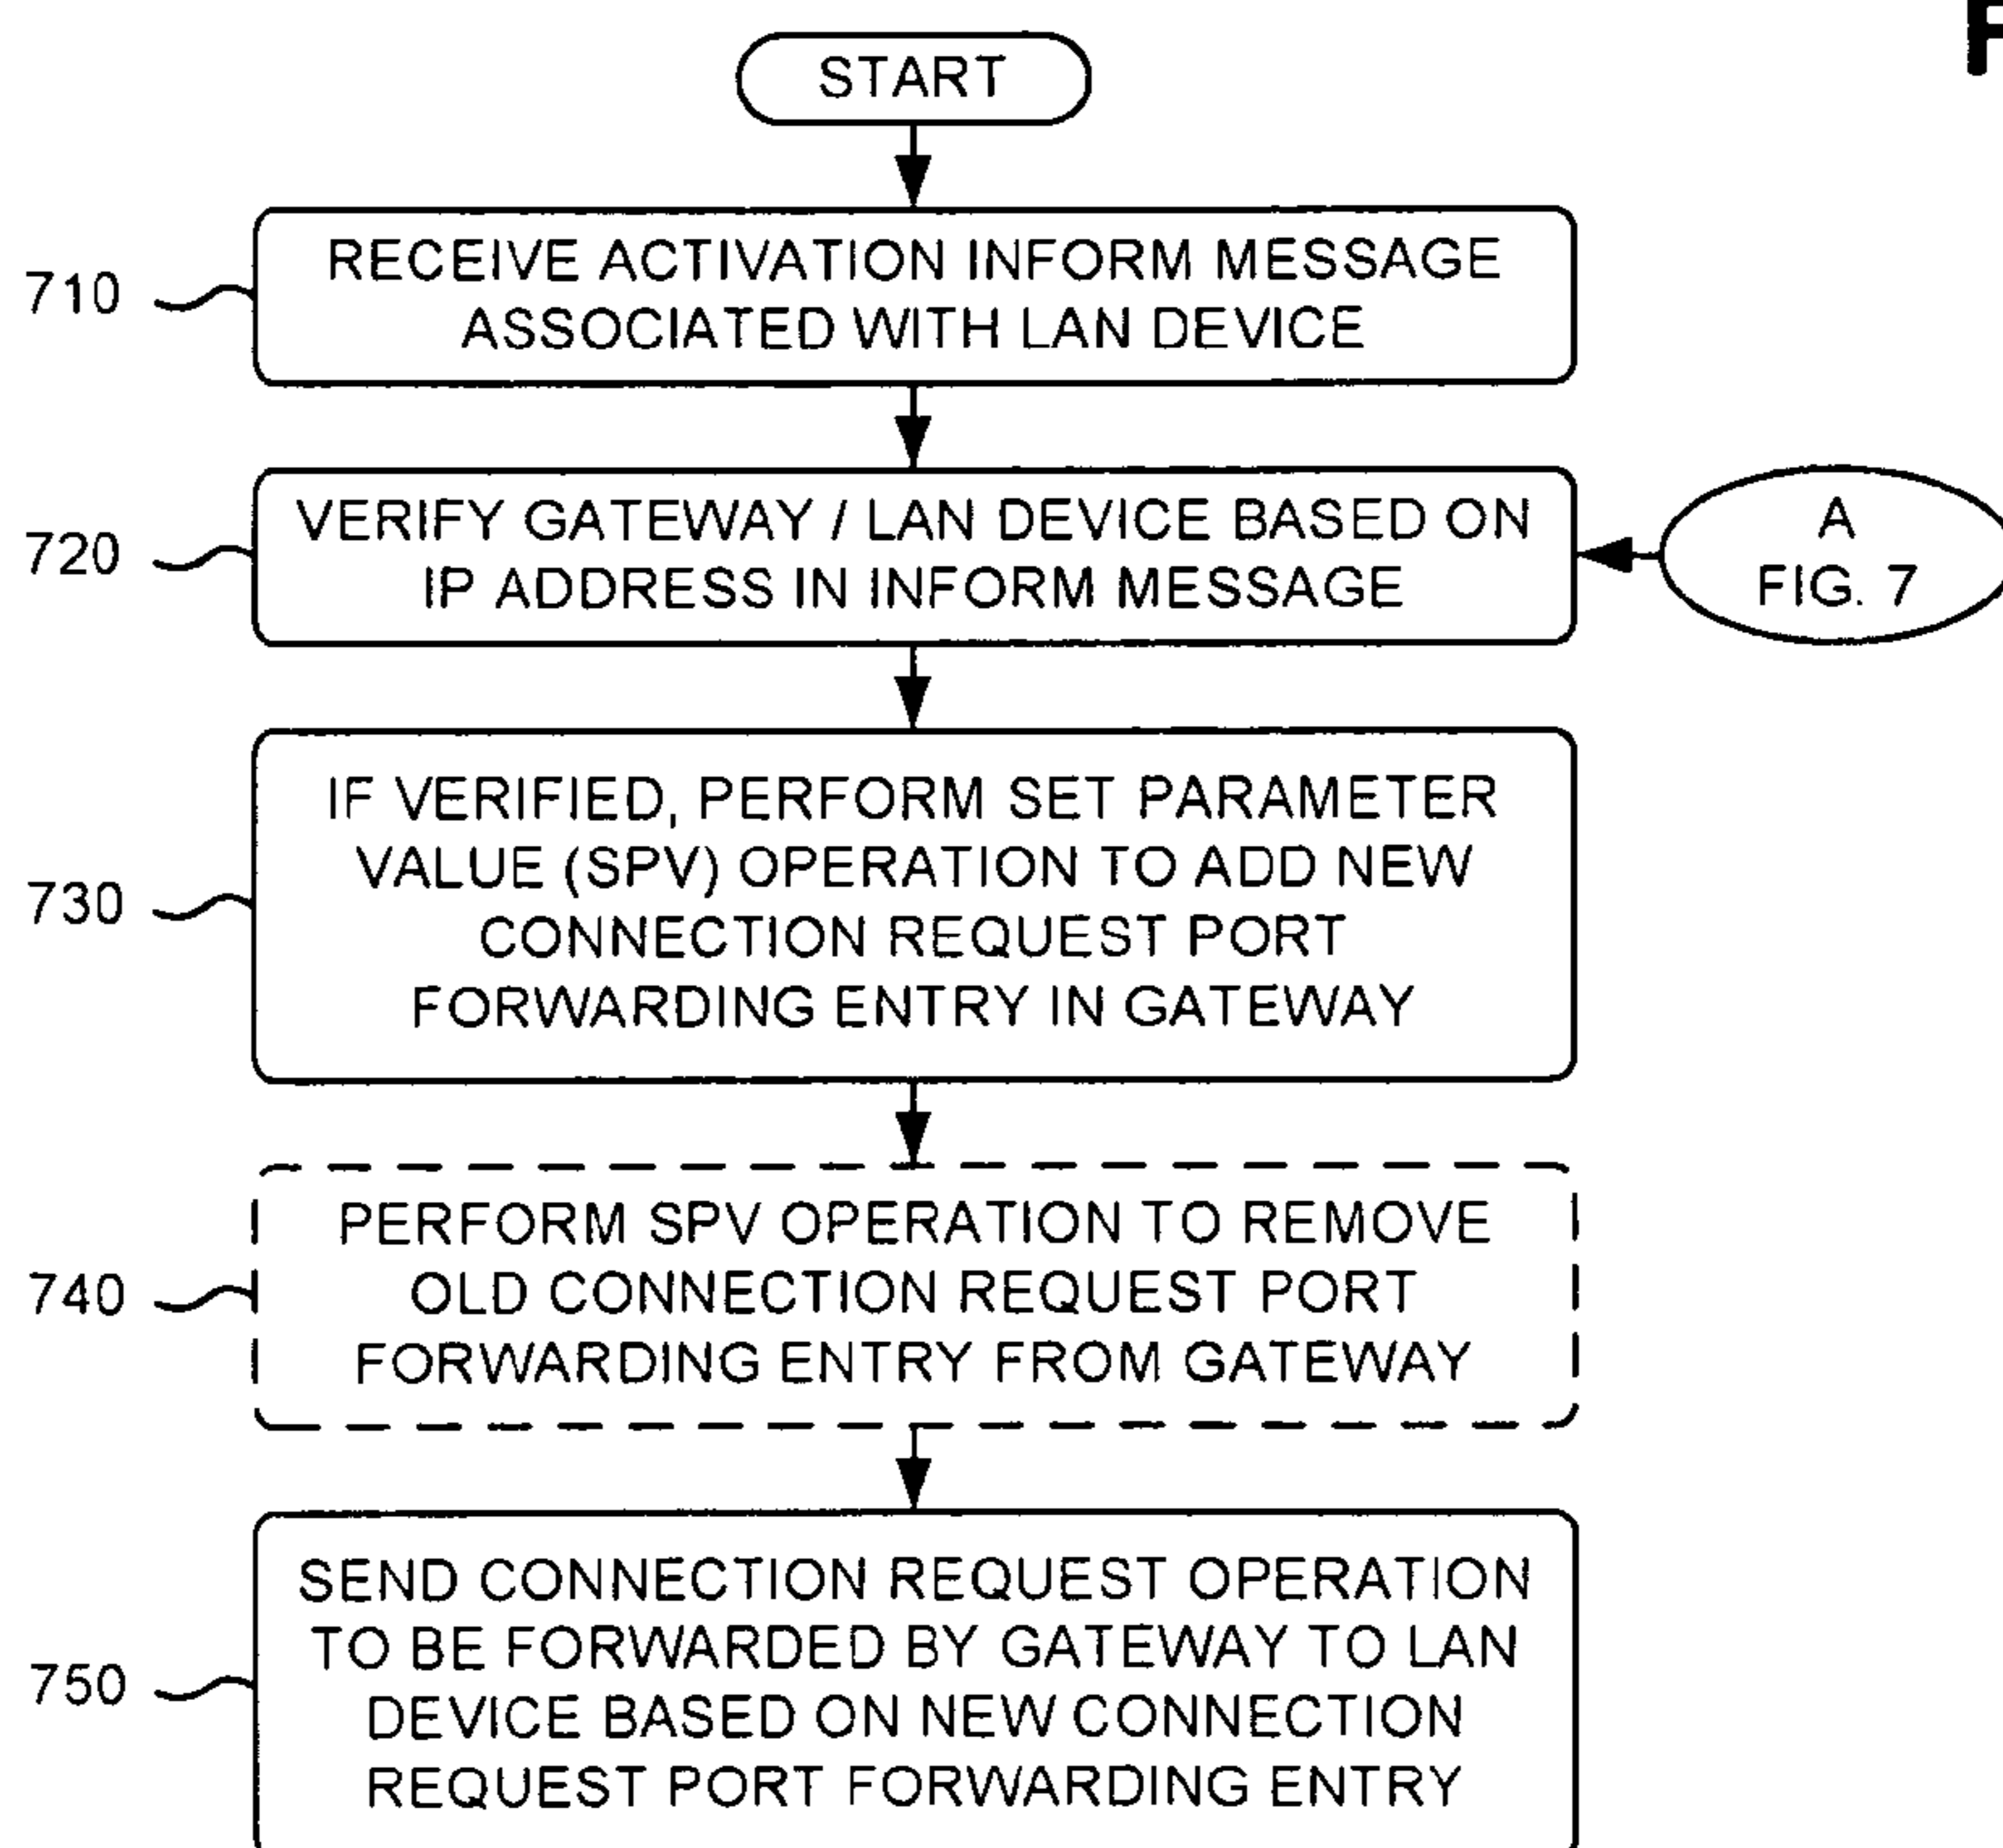 START
710
RECEIVE ACTIVATION INFORM MESSAGE
ASSOCIATED WITH LAN DEVICE
720
VERIFY GATEWAY / LAN DEVICE BASED ON
IP ADDRESS IN INFORM MESSAGE
A
FIG. 7
730
IF VERIFIED, PERFORM SET PARAMETER
VALUE (SPV) OPERATION TO ADD NEW
CONNECTION REQUEST PORT
FORWARDING ENTRY IN GATEWAY
740
PERFORM SPV OPERATION TO REMOVE
OLD CONNECTION REQUEST PORT
FORWARDING ENTRY FROM GATEWAY
750
SEND CONNECTION REQUEST OPERATION
TO BE FORWARDED BY GATEWAY TO LAN
DEVICE BASED ON NEW CONNECTION
REQUEST PORT FORWARDING ENTRY